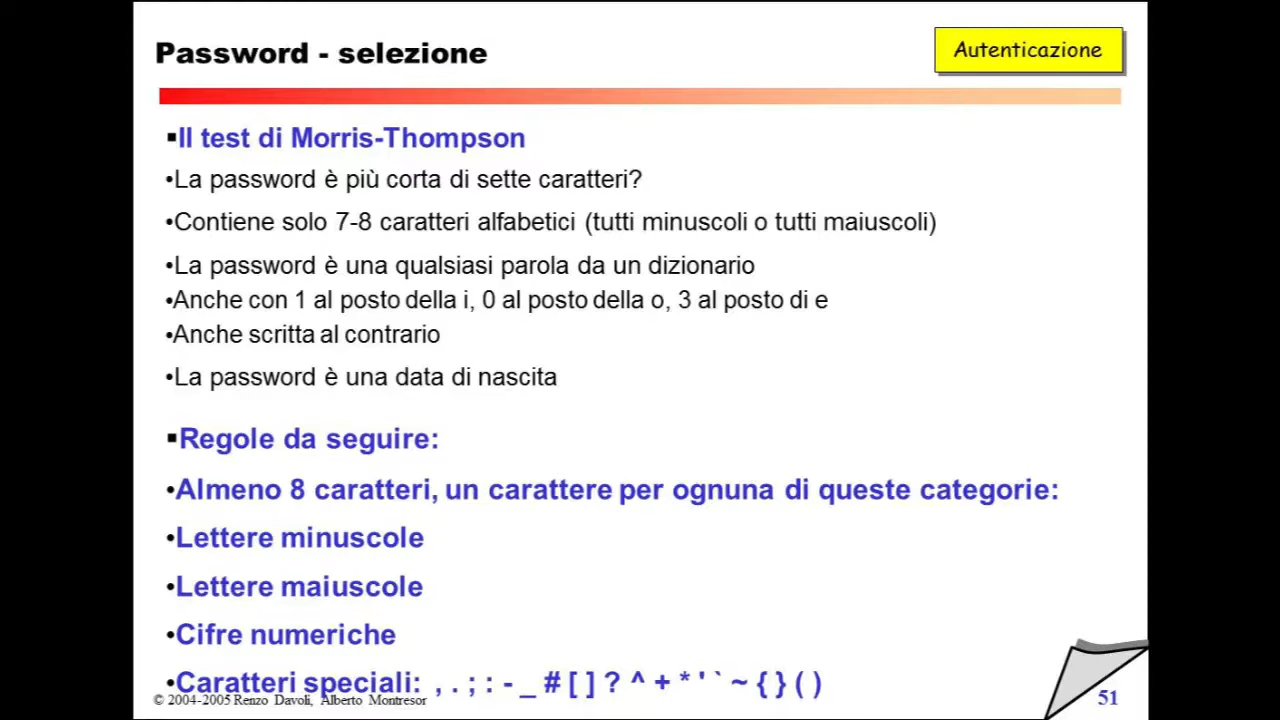 Password - selezione
Autenticazione
▪Il test di Morris-Thompson
•La password è più corta di sette caratteri?
•Contiene solo 7-8 caratteri alfabetici (tutti minuscoli o tutti maiuscoli)
•La password è una qualsiasi parola da un dizionario
•Anche con 1 al posto della i, 0 al posto della o, 3 al posto di e
•Anche scritta al contrario
•La password è una data di nascita
▪Regole da seguire:
•Almeno 8 caratteri, un carattere per ognuna di queste categorie:
•Lettere minuscole
•Lettere maiuscole
•Cifre numeriche
•Caratteri speciali: , . ; : - _ # [ ] ? ^ + * ' ` ~ { } ( )
© 2004-2005 Renzo Davoli, Alberto Montresor
51